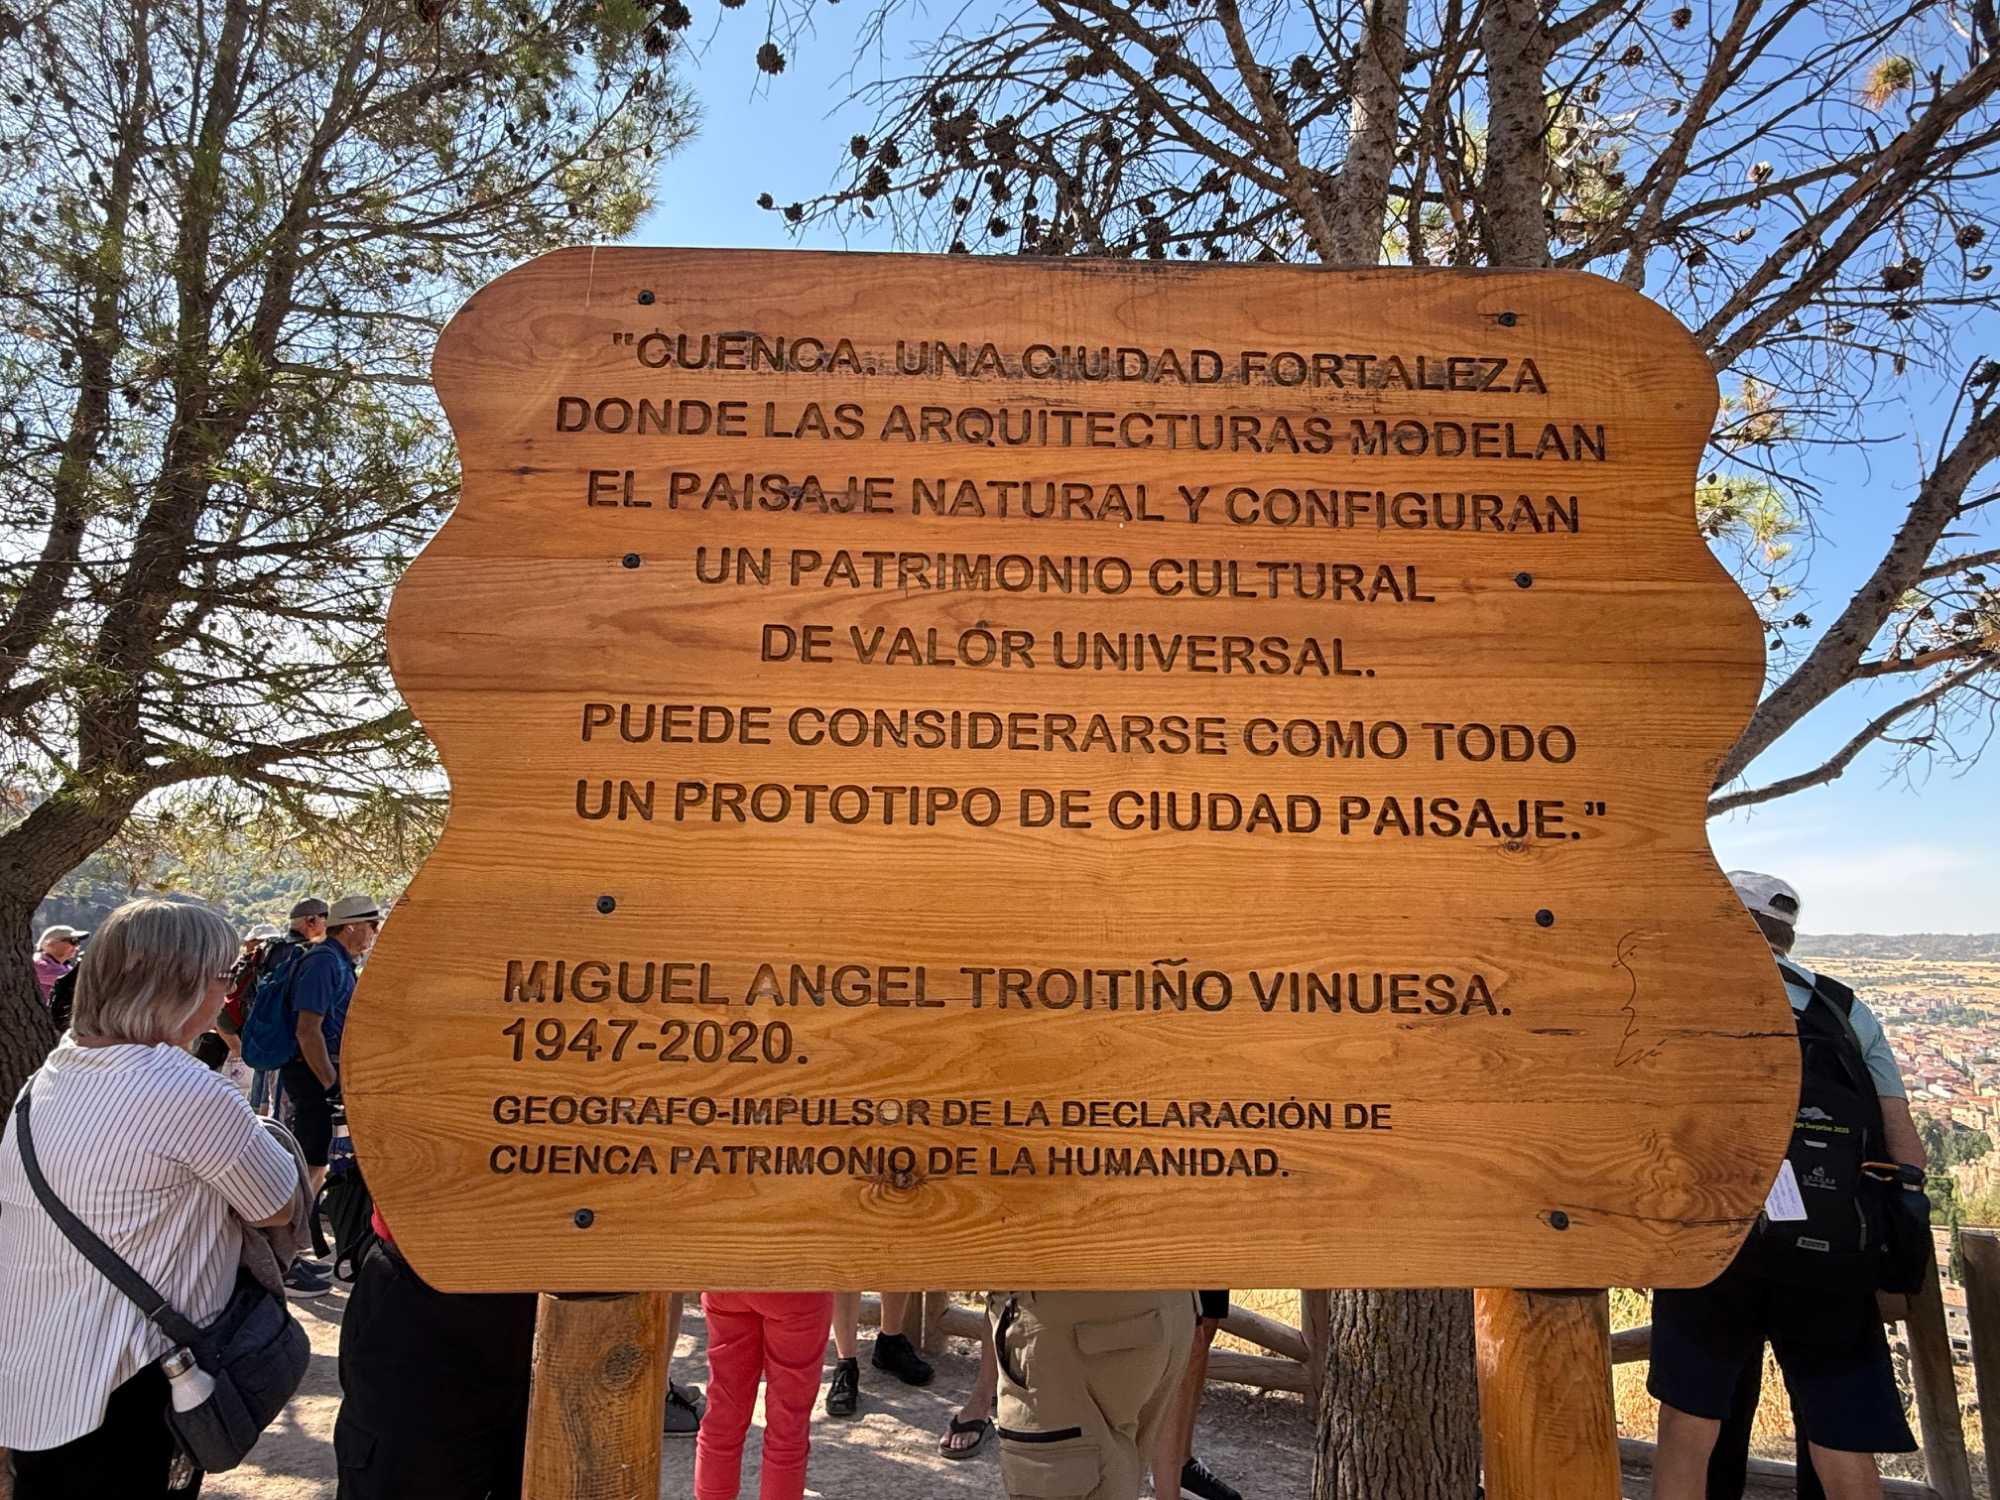 "CUENCA. UNA CIUDAD FORTALEZA
DONDE LAS ARQUITECTURAS MODELAN
EL PAISAJE NATURAL Y CONFIGURAN
UN PATRIMONIO CULTURAL
DE VALOR UNIVERSAL.
PUEDE CONSIDERARSE COMO TODO
UN PROTOTIPO DE CIUDAD PAISAJE."
MIGUEL ANGEL TROITIÑO VINUESA.
1947-2020.
GEOGRAFO-IMPULSOR DE LA DECLARACIÓN DE
CUENCA PATRIMONIO DE LA HUMANIDAD.